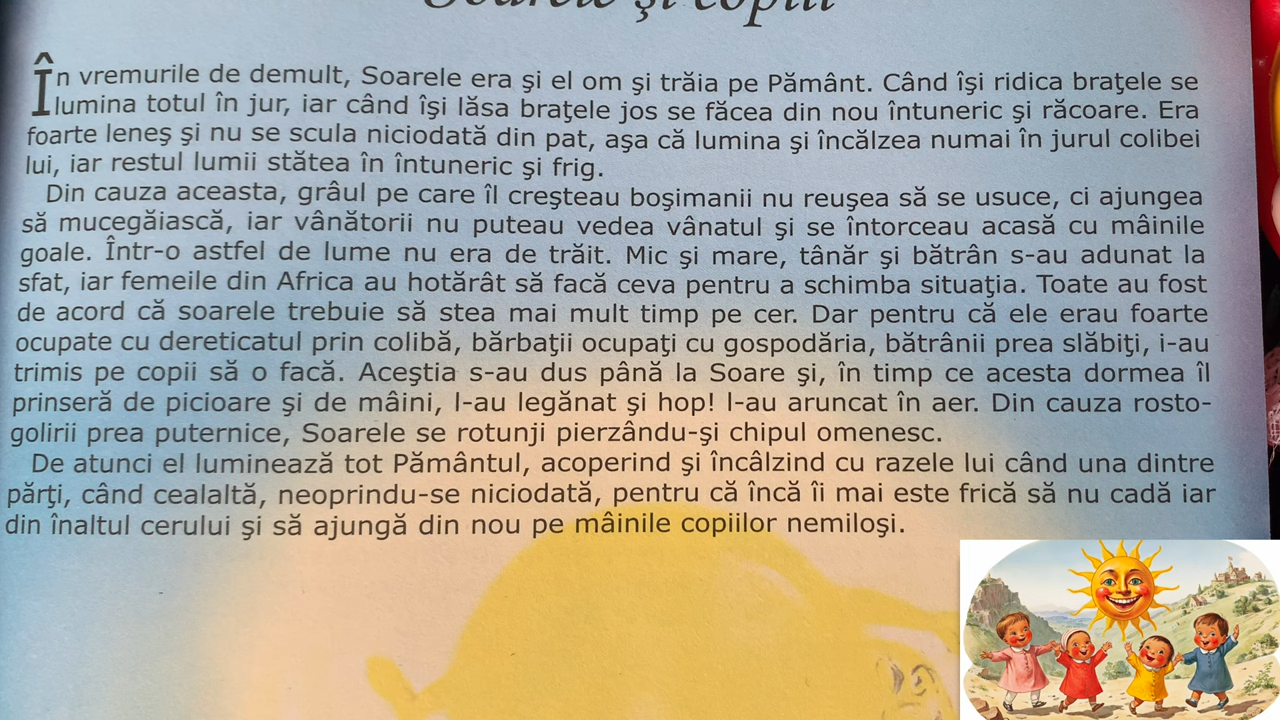 Soarele şi copiii
În vremurile de demult, Soarele era şi el om şi trăia pe Pământ. Când îşi ridica braţele se
lumina totul în jur, iar când îşi lăsa braţele jos se făcea din nou întuneric şi răcoare. Era
foarte leneş şi nu se scula niciodată din pat, aşa că lumina şi încălzea numai în jurul colibei
lui, iar restul lumii stătea în întuneric şi frig.
Din cauza aceasta, grâul pe care îl creşteau boşimanii nu reuşea să se usuce, ci ajungea
să mucegăiască, iar vânătorii nu puteau vedea vânatul şi se întorceau acasă cu mâinile
goale. Într-o astfel de lume nu era de trăit. Mic şi mare, tânăr şi bătrân s-au adunat la
sfat, iar femeile din Africa au hotărât să facă ceva pentru a schimba situaţia. Toate au fost
de acord că soarele trebuie să stea mai mult timp pe cer. Dar pentru că ele erau foarte
ocupate cu dereticatul prin colibă, bărbaţii ocupaţi cu gospodăria, bătrânii prea slăbiţi, i-au
trimis pe copii să o facă. Aceştia s-au dus până la Soare şi, în timp ce acesta dormea îl
prinseră de picioare şi de mâini, l-au legănat şi hop! l-au aruncat în aer. Din cauza rosto-
golirii prea puternice, Soarele se rotunji pierzându-şi chipul omenesc.
De atunci el luminează tot Pământul, acoperind şi încâlzind cu razele lui când una dintre
părţi, când cealaltă, neoprindu-se niciodată, pentru că încă îi mai este frică să nu cadă iar
din înaltul cerului şi să ajungă din nou pe mâinile copiilor nemiloşi.